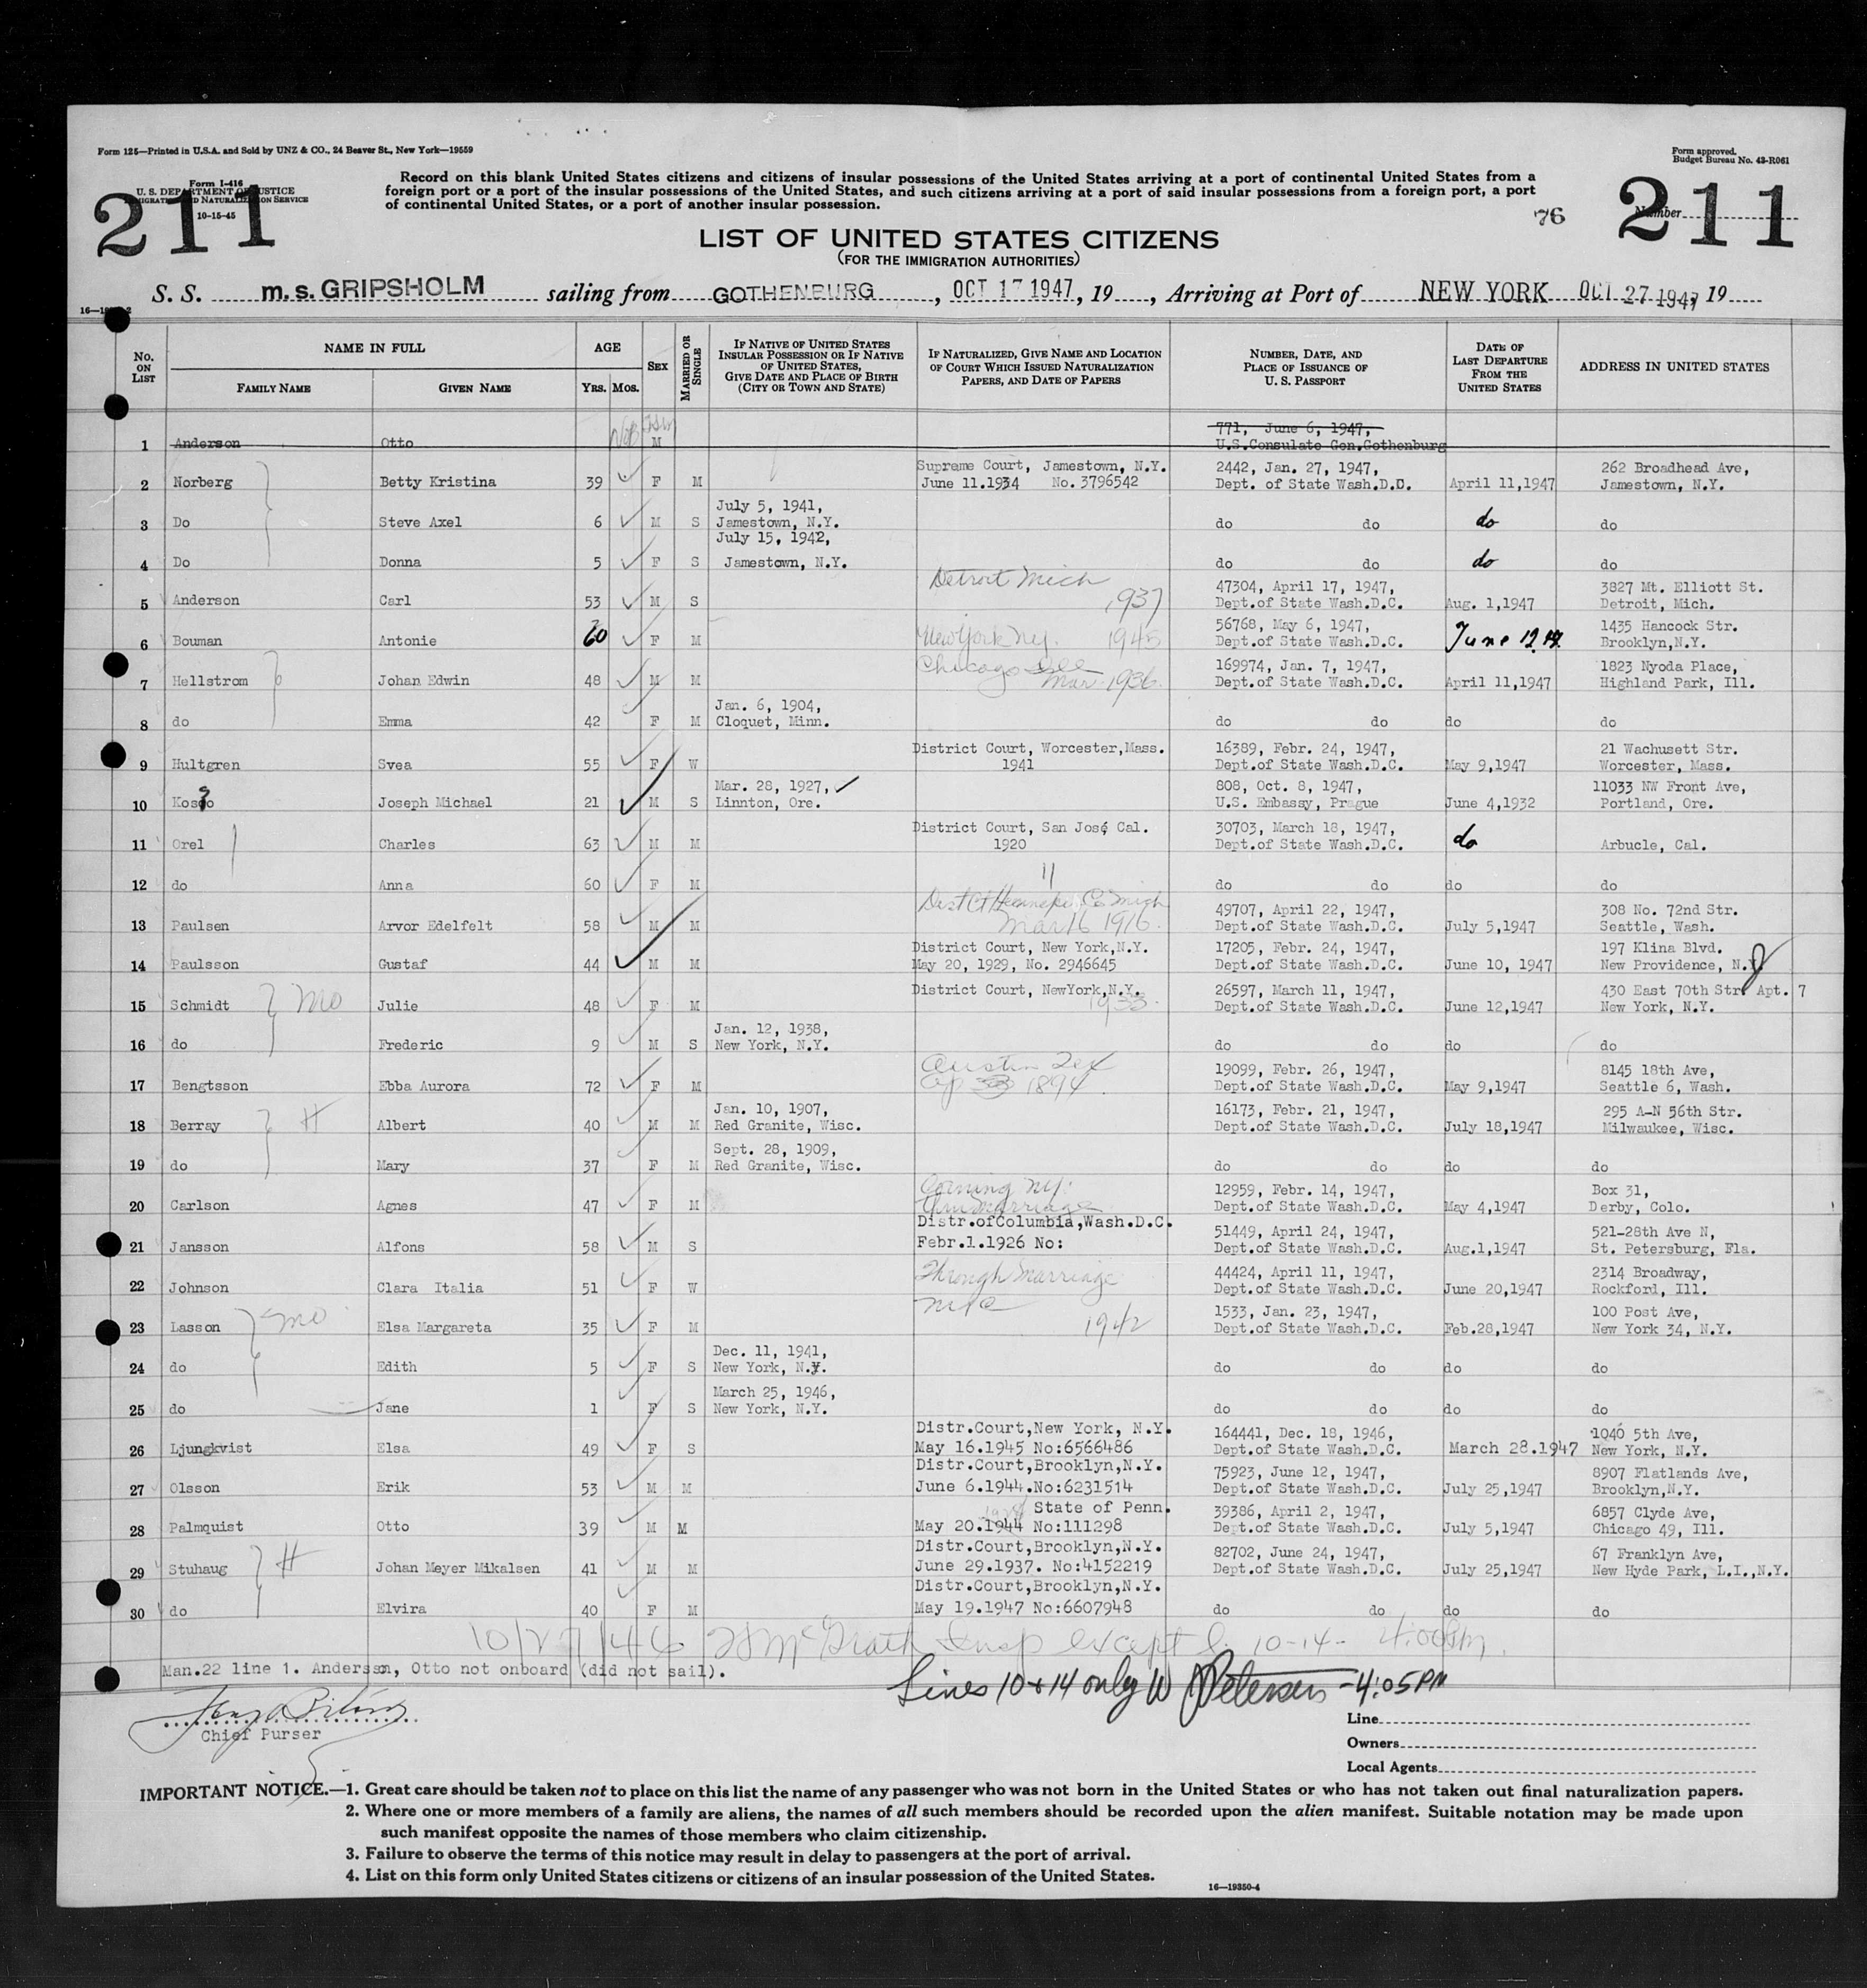 Form 125—Printed in U.S.A. and Sold by UNZ & CO., 24 Beaver St., New York—19559
Form approved.
Budget Bureau No. 43-R061
Form I-416
U. S. DEPARTMENT OF JUSTICE
IMMIGRATION AND NATURALIZATION SERVICE
10-15-45
211
Record on this blank United States citizens and citizens of insular possessions of the United States arriving at a port of continental United States from a
foreign port or a port of the insular possessions of the United States, and such citizens arriving at a port of said insular possessions from a foreign port, a port
of continental United States, or a port of another insular possession.
76
Number
211
LIST OF UNITED STATES CITIZENS
(FOR THE IMMIGRATION AUTHORITIES)
S. S. m.s. GRIPSHOLM sailing from GOTHENBURG, OCT 17 1947, 19, Arriving at Port of NEW YORK OCT 27 1947, 19
No. ON LIST NAME IN FULL FAMILY NAME GIVEN NAME AGE YRS. MOS. SEX MARRIED OR SINGLE
IF NATIVE OF UNITED STATES INSULAR POSSESSION OR IF NATIVE OF UNITED STATES, GIVE DATE AND PLACE OF BIRTH (CITY OR TOWN AND STATE)
IF NATURALIZED, GIVE NAME AND LOCATION OF COURT WHICH ISSUED NATURALIZATION PAPERS, AND DATE OF PAPERS
NUMBER, DATE, AND PLACE OF ISSUANCE OF U. S. PASSPORT
DATE OF LAST DEPARTURE FROM THE UNITED STATES
ADDRESS IN UNITED STATES
1 Anderson Otto M 771, June 6, 1947, U.S.Consulate Gen.Gothenburg
2 Norberg Betty Kristina 39 F M Supreme Court, Jamestown, N.Y. June 11.1934 No. 3796542 2442, Jan. 27, 1947, Dept. of State Wash.D.C. April 11,1947 262 Broadhead Ave, Jamestown, N.Y.
3 Do Steve Axel 6 M S July 5, 1941, Jamestown, N.Y. do do do do
4 Do Donna 5 F S July 15, 1942, Jamestown, N.Y. do do do do
5 Anderson Carl 53 M S Detroit Mich 1937 47304, April 17, 1947, Dept.of State Wash.D.C. Aug. 1,1947 3827 Mt. Elliott St. Detroit, Mich.
6 Bouman Antonie 60 F M New York Ny. 1945 56768, May 6, 1947, Dept.of State Wash.D.C. June 12, 47. 1435 Hancock Str. Brooklyn,N.Y.
7 Hellstrom Johan Edwin 48 M M Chicago Ill Mar-1936. 169974, Jan. 7, 1947, Dept.of State Wash.D.C. April 11,1947 1823 Nyoda Place, Highland Park, Ill.
8 do Emma 42 F M Jan. 6, 1904, Cloquet, Minn. do do do do
9 Hultgren Svea 55 F W District Court, Worcester,Mass. 1941 16389, Febr. 24, 1947, Dept.of State Wash.D.C. May 9,1947 21 Wachusett Str. Worcester, Mass.
10 Joseph Michael 21 M S Mar. 28, 1927, Linnton, Ore. 808, Oct. 8, 1947, U.S. Embassy, Prague June 4,1932 11033 NW Front Ave, Portland, Ore.
11 Orel Charles 63 M M District Court, San José Cal. 1920 30703, March 18, 1947, Dept.of State Wash.D.C. do Arbucle, Cal.
12 do Anna 60 F M 11 do do do do
13 Paulsen Arvor Edelfelt 58 M M Dist Ct Co Mich Mar 16 1916. 49707, April 22, 1947, Dept.of State Wash.D.C. July 5,1947 308 No. 72nd Str. Seattle, Wash.
14 Paulsson Gustaf 44 M M District Court, New York,N.Y. May 20, 1929, No. 2946645 17205, Febr. 24, 1947, Dept.of State Wash.D.C. June 10, 1947 197 Klina Blvd. New Providence, N.J
15 Schmidt Mo Julie 48 F M District Court, NewYork,N.Y. 1933. 26597, March 11, 1947, Dept.of State Wash.D.C. June 12,1947 430 East 70th Str. Apt. 7 New York, N.Y.
16 do Frederic 9 M S Jan. 12, 1938, New York, N.Y. do do do do
17 Bengtsson Ebba Aurora 72 F M Austin Tex Ap 1894. 19099, Febr. 26, 1947, Dept.of State Wash.D.C. May 9,1947 8145 18th Ave, Seattle 6, Wash.
18 Berray H Albert 40 M M Jan. 10, 1907, Red Granite, Wisc. 16173, Febr. 21, 1947, Dept.of State Wash.D.C. July 18,1947 295 A-N 56th Str. Milwaukee, Wisc.
19 do Mary 37 F M Sept. 28, 1909, Red Granite, Wisc. do do do do
20 Carlson Agnes 47 F M Corning Ny. thru marriage 12959, Febr. 14, 1947, Dept.of State Wash.D.C. May 4,1947 Box 31, Derby, Colo.
21 Jansson Alfons 58 M S Distr.ofColumbia,Wash.D.C. Febr.1.1926 No: 51449, April 24, 1947, Dept.of State Wash.D.C. Aug.1,1947 521-28th Ave N, St. Petersburg, Fla.
22 Johnson Clara Italia 51 F W Through marriage 44424, April 11, 1947, Dept.of State Wash.D.C. June 20,1947 2314 Broadway, Rockford, Ill.
23 Lasson Mo Elsa Margareta 35 F M NYC 1942 1533, Jan. 23, 1947, Dept.of State Wash.D.C. Feb.28,1947 100 Post Ave, New York 34, N.Y.
24 do Edith 5 F S Dec. 11, 1941, New York, N.Y. do do do do
25 do Jane 1 F S March 25, 1946, New York, N.Y. do do do do
26 Ljungkvist Elsa 49 F S Distr.Court,New York, N.Y. May 16.1945 No:6566486 164441, Dec. 18, 1946, Dept.of State Wash.D.C. March 28.1947 1040 5th Ave, New York, N.Y.
27 Olsson Erik 53 M M Distr.Court,Brooklyn,N.Y. June 6.1944.No:6231514 75923, June 12, 1947, Dept.of State Wash.D.C. July 25,1947 8907 Flatlands Ave, Brooklyn,N.Y.
28 Palmquist Otto 39 M M State of Penn. May 20.1944 No:111298 39386, April 2, 1947, Dept.of State Wash.D.C. July 5,1947 6857 Clyde Ave, Chicago 49, Ill.
29 Stuhaug H Johan Meyer Mikalsen 41 M M Distr.Court,Brooklyn,N.Y. June 29.1937. No:4152219 82702, June 24, 1947, Dept.of State Wash.D.C. July 25,1947 67 Franklyn Ave, New Hyde Park, L.I.,N.Y.
30 do Elvira 40 F M Distr.Court,Brooklyn,N.Y. May 19.1947 No:6607948 do do do do
10/27/46 McGrath Insp except 10-14- 4:00PM.
Man.22 line 1. Anderson, Otto not onboard (did not sail).
Lines 10 & 14 only W Petersen -4:05PM
Chief Purser
Line
Owners
Local Agents
IMPORTANT NOTICE.—1. Great care should be taken not to place on this list the name of any passenger who was not born in the United States or who has not taken out final naturalization papers.
2. Where one or more members of a family are aliens, the names of all such members should be recorded upon the alien manifest. Suitable notation may be made upon
such manifest opposite the names of those members who claim citizenship.
3. Failure to observe the terms of this notice may result in delay to passengers at the port of arrival.
4. List on this form only United States citizens or citizens of an insular possession of the United States.
16—19350-4